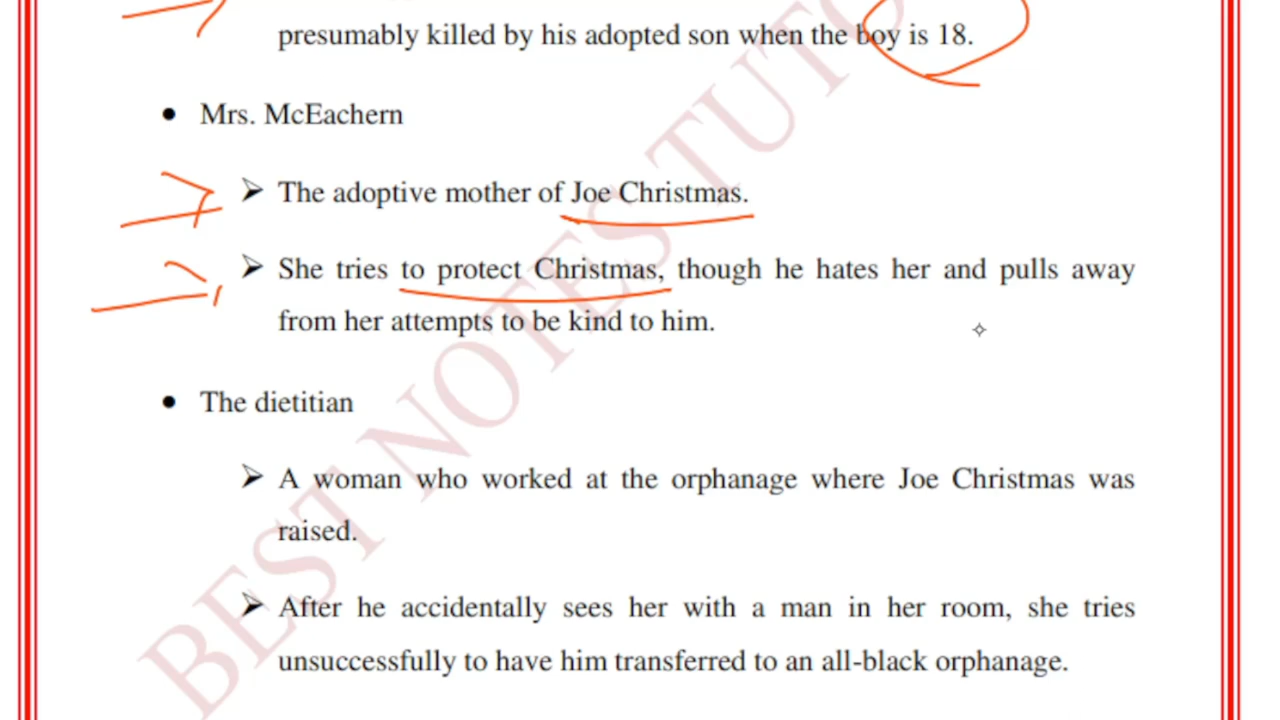 presumably killed by his adopted son when the boy is 18.
• Mrs. McEachern
➢ The adoptive mother of Joe Christmas.
➢ She tries to protect Christmas, though he hates her and pulls away
from her attempts to be kind to him.
• The dietitian
➢ A woman who worked at the orphanage where Joe Christmas was
raised.
➢ After he accidentally sees her with a man in her room, she tries
unsuccessfully to have him transferred to an all-black orphanage.
BEST NOTES TUTO